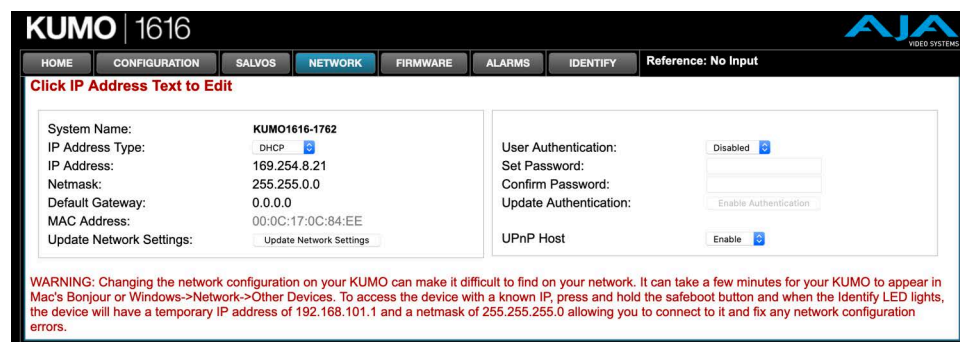 KUMO | 1616
AJA
VIDEO SYSTEMS
HOME CONFIGURATION SALVOS NETWORK FIRMWARE ALARMS IDENTIFY Reference: No Input
Click IP Address Text to Edit
System Name: KUMO1616-1762
IP Address Type: DHCP
IP Address: 169.254.8.21
Netmask: 255.255.0.0
Default Gateway: 0.0.0.0
MAC Address: 00:0C:17:0C:84:EE
Update Network Settings: Update Network Settings
User Authentication: Disabled
Set Password:
Confirm Password:
Update Authentication: Enable Authentication
UPnP Host Enable
WARNING: Changing the network configuration on your KUMO can make it difficult to find on your network. It can take a few minutes for your KUMO to appear in
Mac's Bonjour or Windows->Network->Other Devices. To access the device with a known IP, press and hold the safeboot button and when the Identify LED lights,
the device will have a temporary IP address of 192.168.101.1 and a netmask of 255.255.255.0 allowing you to connect to it and fix any network configuration
errors.